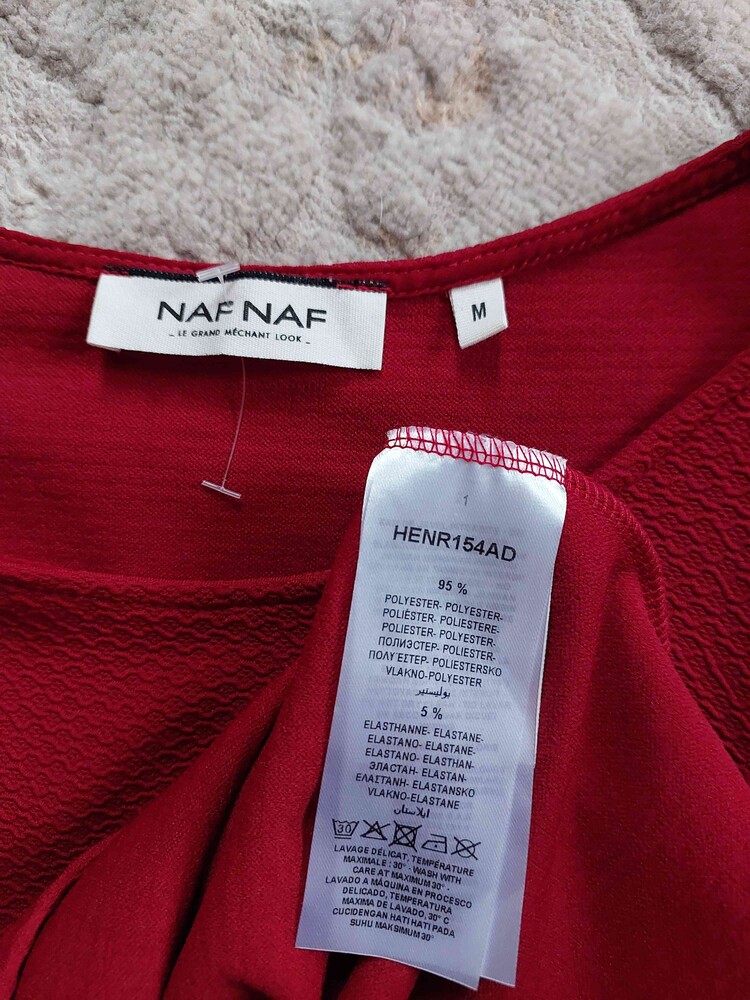 NAF NAF
_ LE GRAND MÉCHANT LOOK _
M
1
HENR154AD
95 %
POLYESTER- POLYESTER-
POLIÉSTER- POLIESTERE-
POLIESTER- POLYESTER-
ПОЛИЭСТЕР- POLIESTER-
ΠΟΛΥΈΣΤΕΡ- POLIESTERSKO
VLAKNO-POLYESTER
بوليستير
5 %
ELASTHANNE- ELASTANE-
ELASTANO- ELASTANE-
ELASTANO- ELASTHAN-
ЭЛАСТАН- ELASTAN-
ΕΛΑΣΤΑΝΗ- ELASTANSKO
VLAKNO-ELASTANE
ايلاستان
30
LAVAGE DÉLICAT, TEMPÉRATURE
MAXIMALE : 30° - WASH WITH
CARE AT MAXIMUM 30° -
LAVADO A MÁQUINA EN PROCESO
DELICADO, TEMPERATURA
MÁXIMA DE LAVADO, 30° C
CUCIDENGAN HATI HATI PADA
SUHU MAKSIMUM 30°